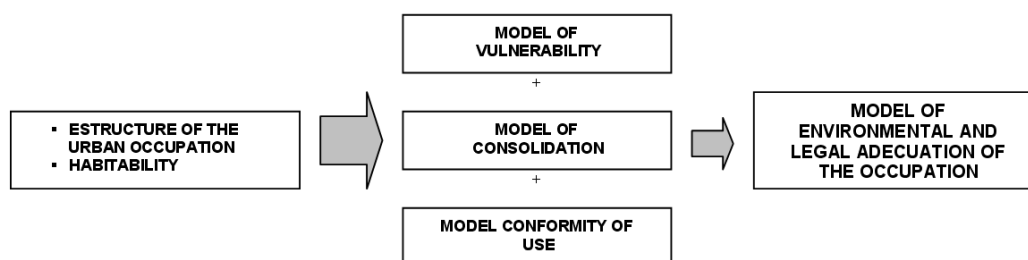 ▪ ESTRUCTURE OF THE
URBAN OCCUPATION
▪ HABITABILITY
MODEL OF
VULNERABILITY
+
MODEL OF
CONSOLIDATION
+
MODEL CONFORMITY OF
USE
MODEL OF
ENVIRONMENTAL AND
LEGAL ADECUATION OF
THE OCCUPATION